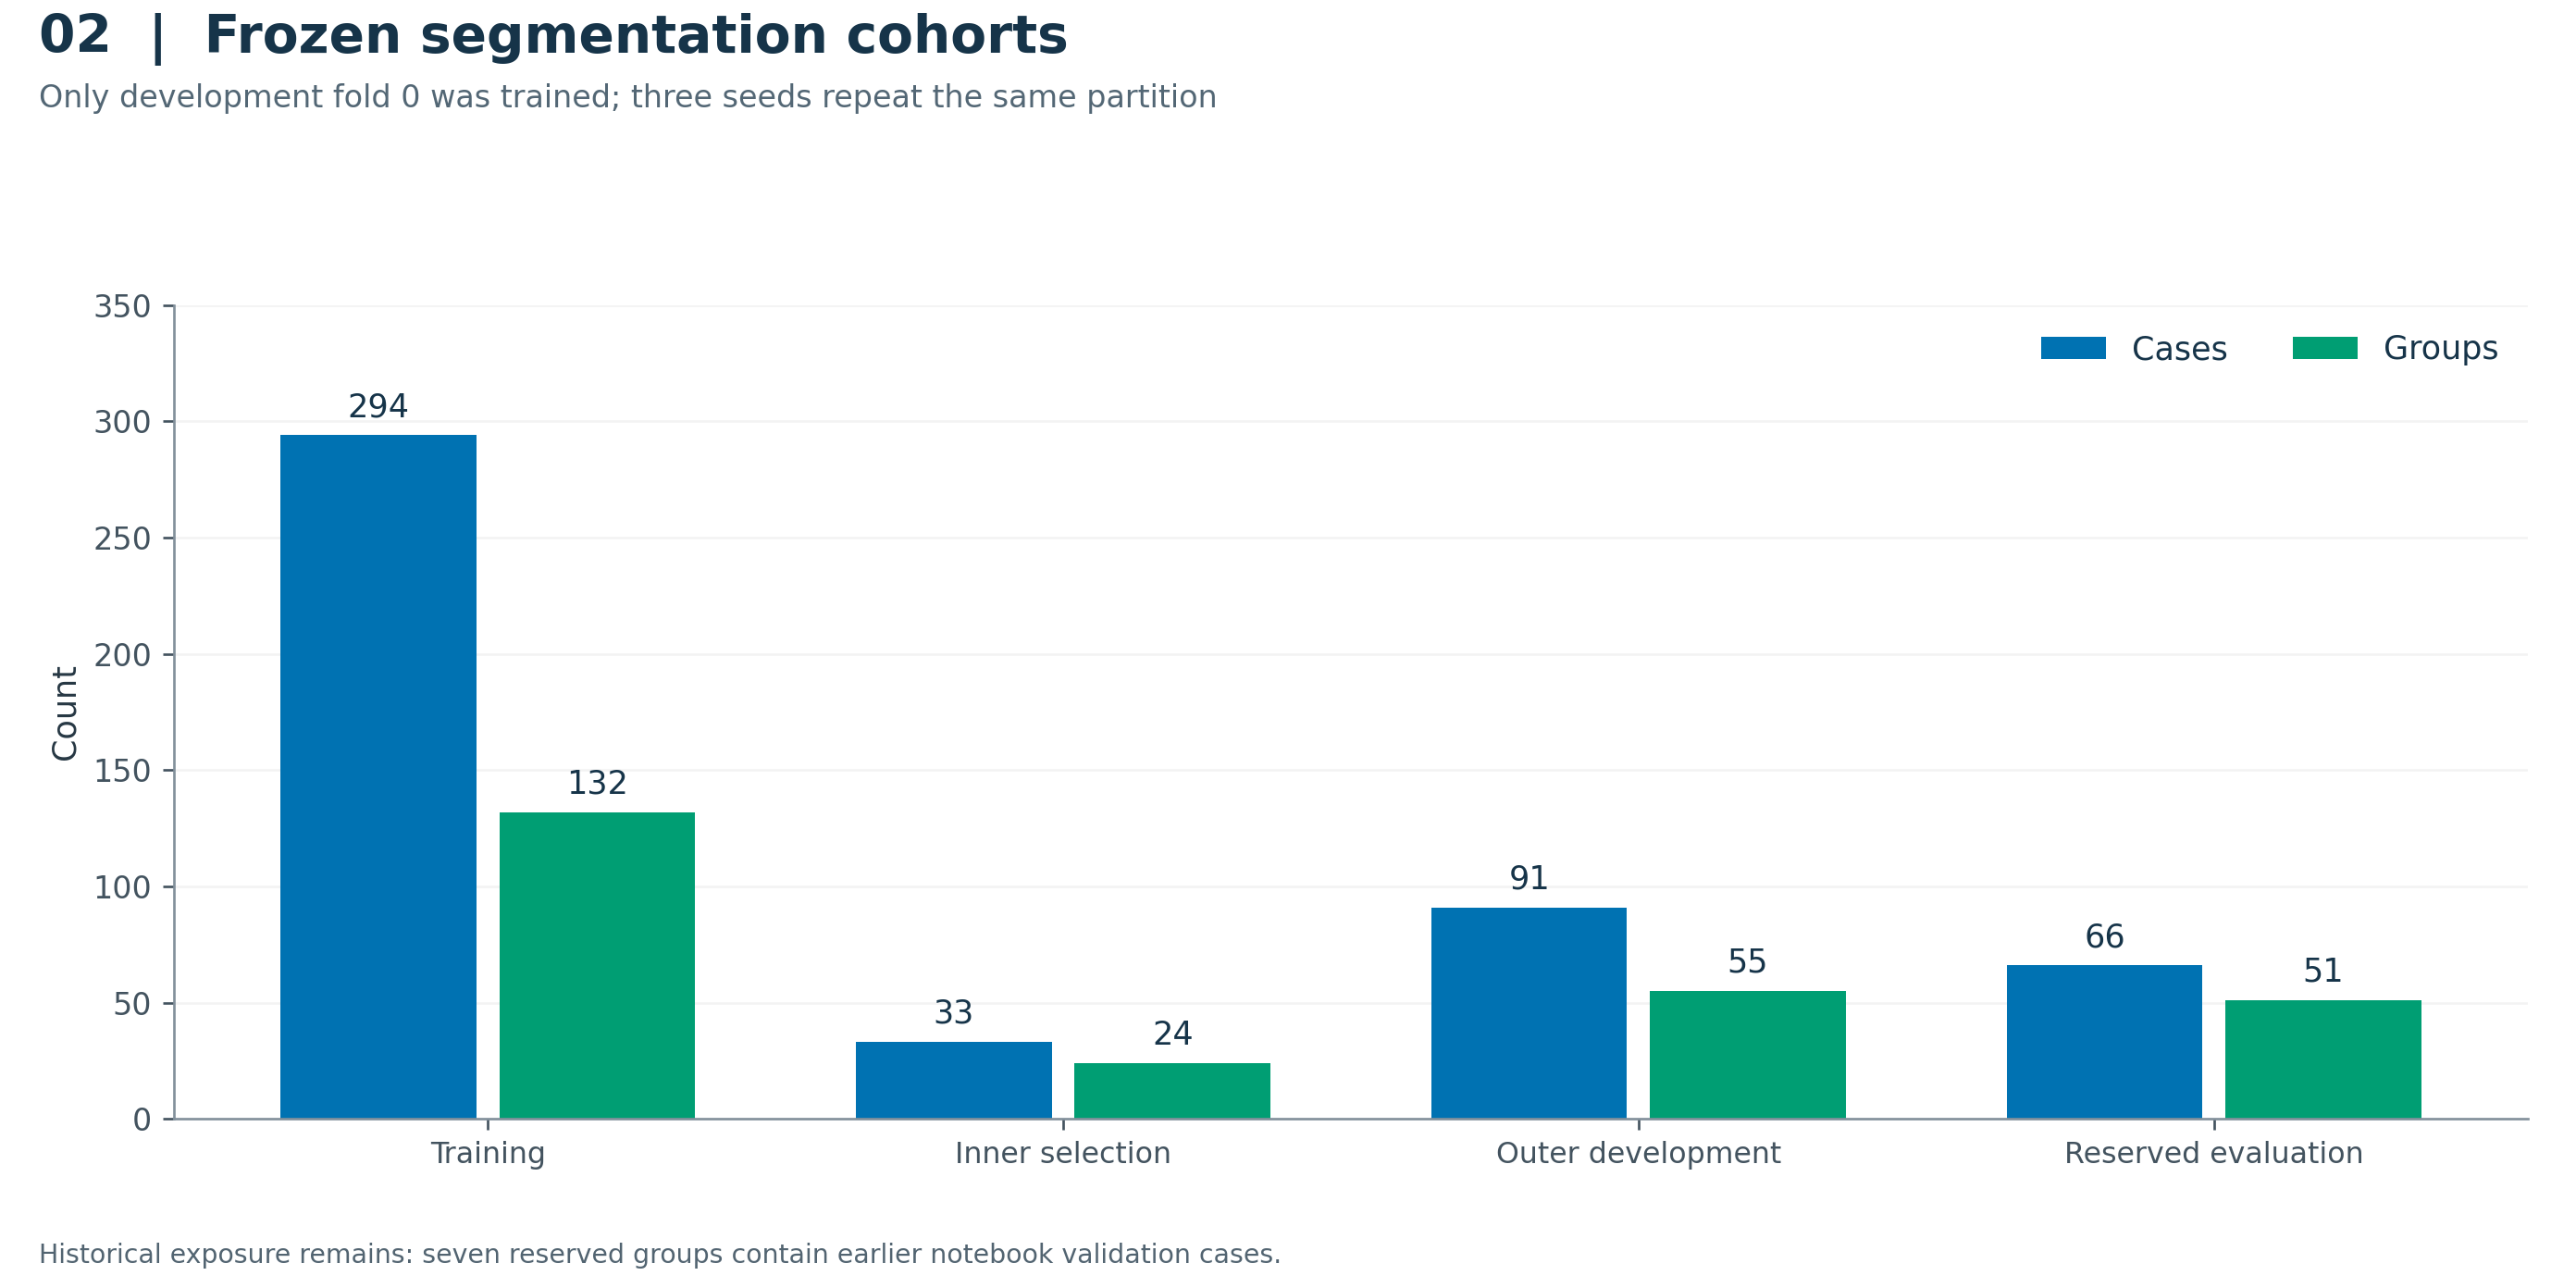 02 | Frozen segmentation cohorts
Only development fold 0 was trained; three seeds repeat the same partition
350
300
250
200
150
100
50
0
Count
Cases
Groups
294
132
33
24
91
55
66
51
Training
Inner selection
Outer development
Reserved evaluation
Historical exposure remains: seven reserved groups contain earlier notebook validation cases.